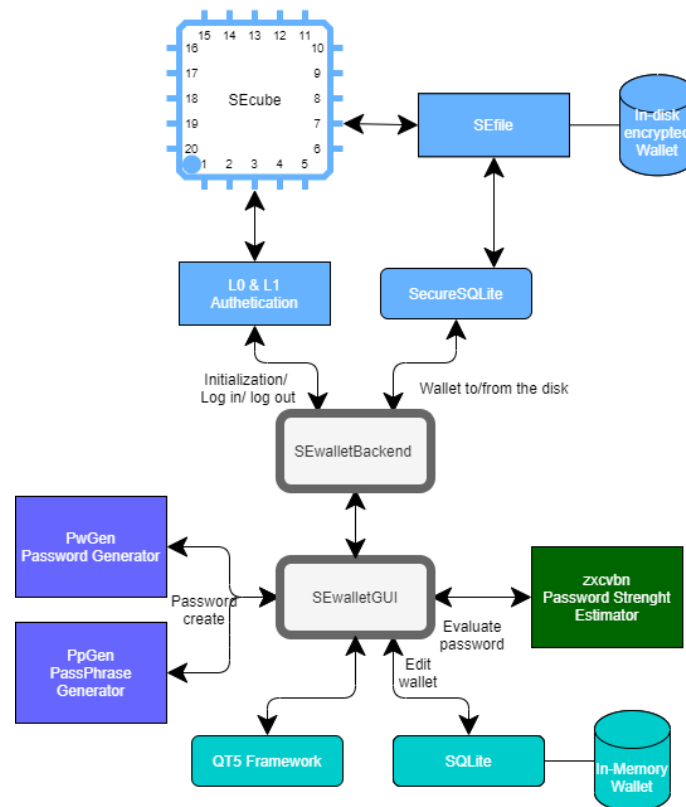 15 14 13 12 11
16 10
17 9
SEcube
18 8
19 7
20 6
1 2 3 4 5
SEfile
In-disk
encrypted
Wallet
L0 & L1
Authetication
SecureSQLite
Initialization/
Log in/ log out
Wallet to/from the disk
SEwalletBackend
PwGen
Password Generator
SEwalletGUI
zxcvbn
Password Strenght
Estimator
Password
create
Evaluate
password
PpGen
PassPhrase
Generator
Edit
wallet
QT5 Framework
SQLite
In-Memory
Wallet